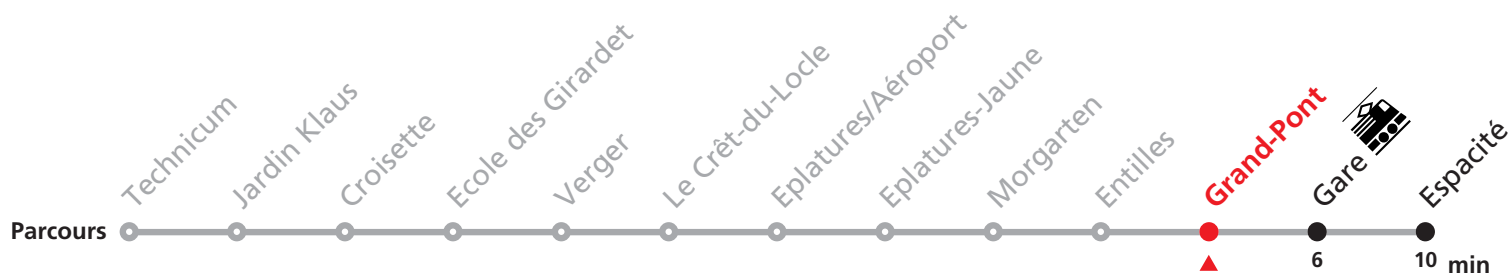 Technicum
Jardin Klaus
Croisette
Ecole des Girardet
Verger
Le Crêt-du-Locle
Eplatures/Aéroport
Eplatures-Jaune
Morgarten
Entilles
Grand-Pont
Gare
Espacité
Parcours
6 10 min